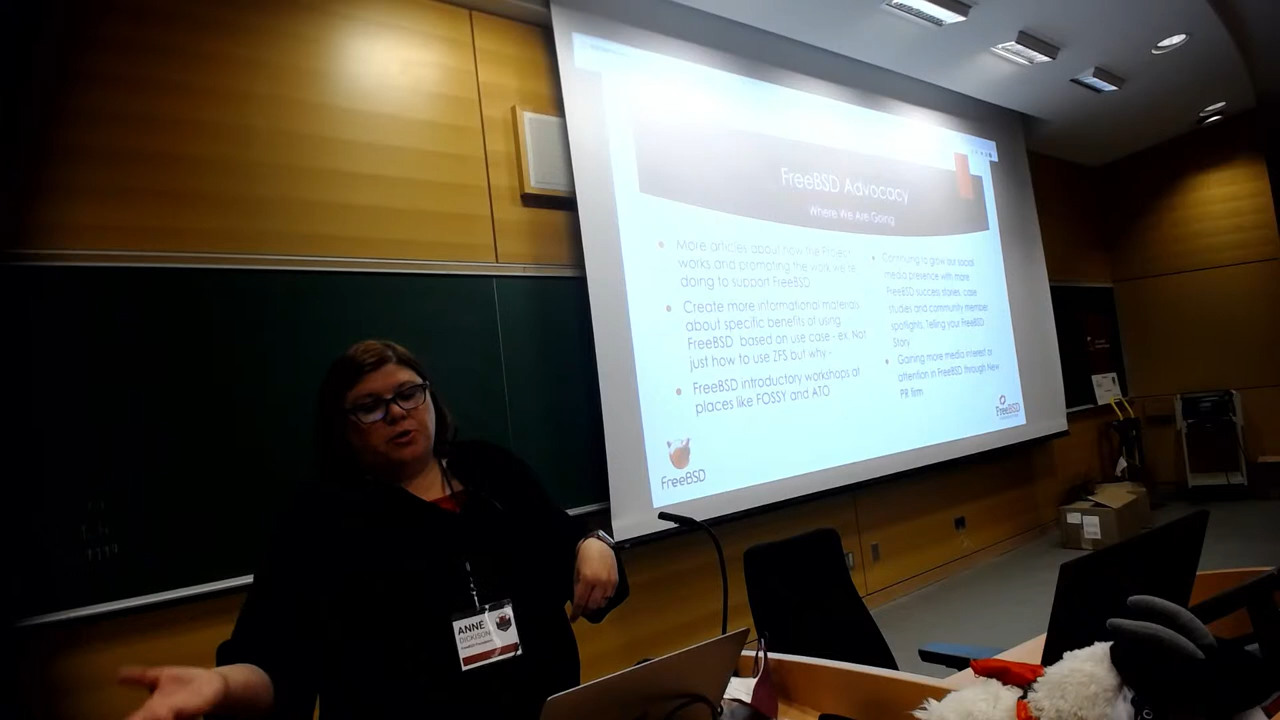 FreeBSD Advocacy
Where We Are Going
More articles about how the Project
works and promoting the work we're
doing to support FreeBSD
Create more informational materials
about specific benefits of using
FreeBSD based on use case - ex. Not
just how to use ZFS but why -
FreeBSD introductory workshops at
places like FOSSY and ATO
Continuing to grow our social
media presence with more
FreeBSD success stories, case
studies and community member
spotlights. Telling your FreeBSD
Story
Gaining more media interest or
attention in FreeBSD through New
PR firm
FreeBSD
FreeBSD
FOUNDATION
ANNE
DICKISON
FreeBSD Foundation